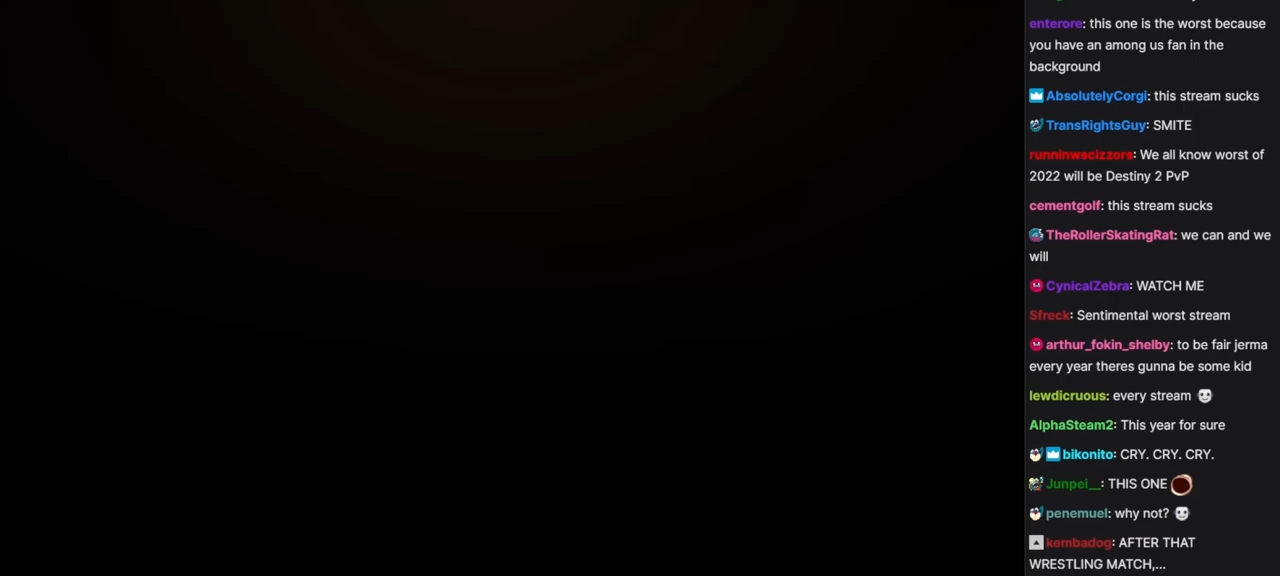 enterore: this one is the worst because
you have an among us fan in the
background
AbsolutelyCorgi: this stream sucks
TransRightsGuy: SMITE
runninwscizzors: We all know worst of
2022 will be Destiny 2 PvP
cementgolf: this stream sucks
TheRollerSkatingRat: we can and we
will
CynicalZebra: WATCH ME
Sfreck: Sentimental worst stream
arthur_fokin_shelby: to be fair jerma
every year theres gunna be some kid
lewdicruous: every stream
AlphaSteam2: This year for sure
bikonito: CRY. CRY. CRY.
Junpei__: THIS ONE
penemuel: why not?
kembadog: AFTER THAT
WRESTLING MATCH,...